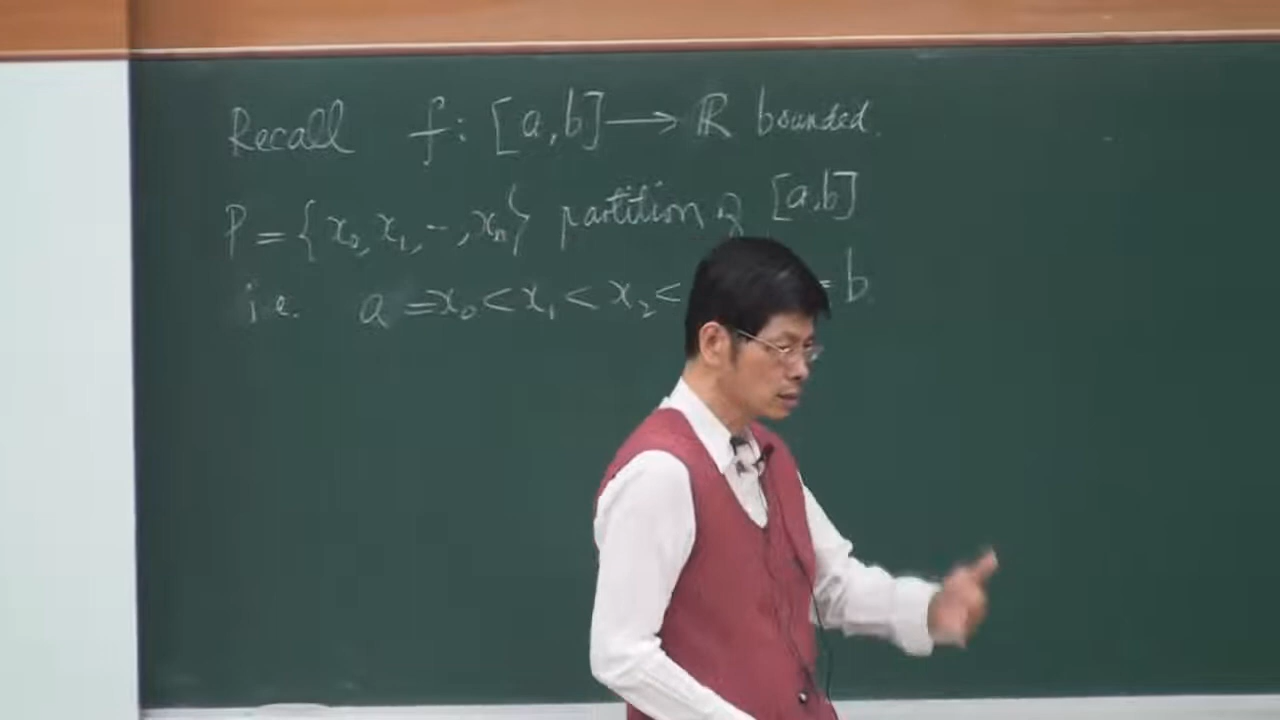 Recall f: [a,b] → ℝ bounded.
P = {x₀, x₁, -, xₙ} partition of [a,b]
i.e. a = x₀ < x₁ < x₂ < = b.